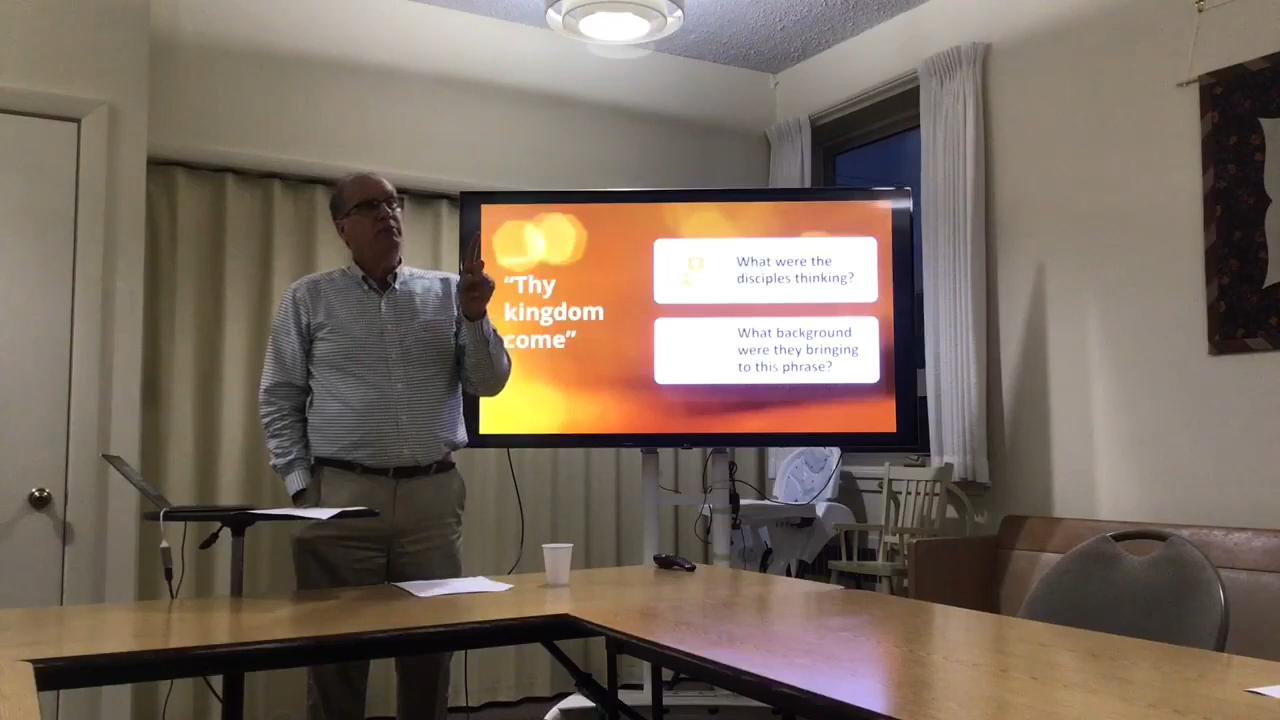 “Thy
kingdom
come”
What were the
disciples thinking?
What background
were they bringing
to this phrase?